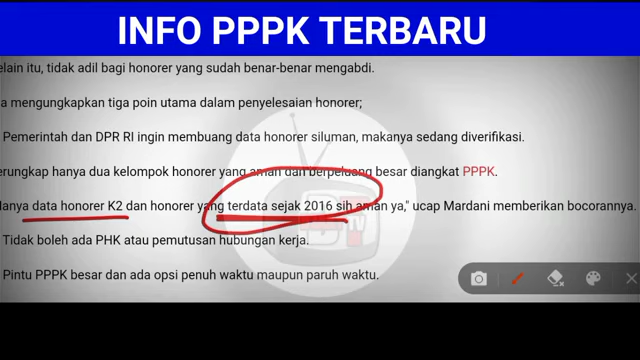 INFO PPPK TERBARU
elain itu, tidak adil bagi honorer yang sudah benar-benar mengabdi.
a mengungkapkan tiga poin utama dalam penyelesaian honorer;
Pemerintah dan DPR RI ingin membuang data honorer siluman, makanya sedang diverifikasi.
erungkap hanya dua kelompok honorer yang aman dan berpeluang besar diangkat PPPK.
Hanya data honorer K2 dan honorer yang terdata sejak 2016 sih aman ya," ucap Mardani memberikan bocorannya.
Tidak boleh ada PHK atau pemutusan hubungan kerja.
Pintu PPPK besar dan ada opsi penuh waktu maupun paruh waktu.